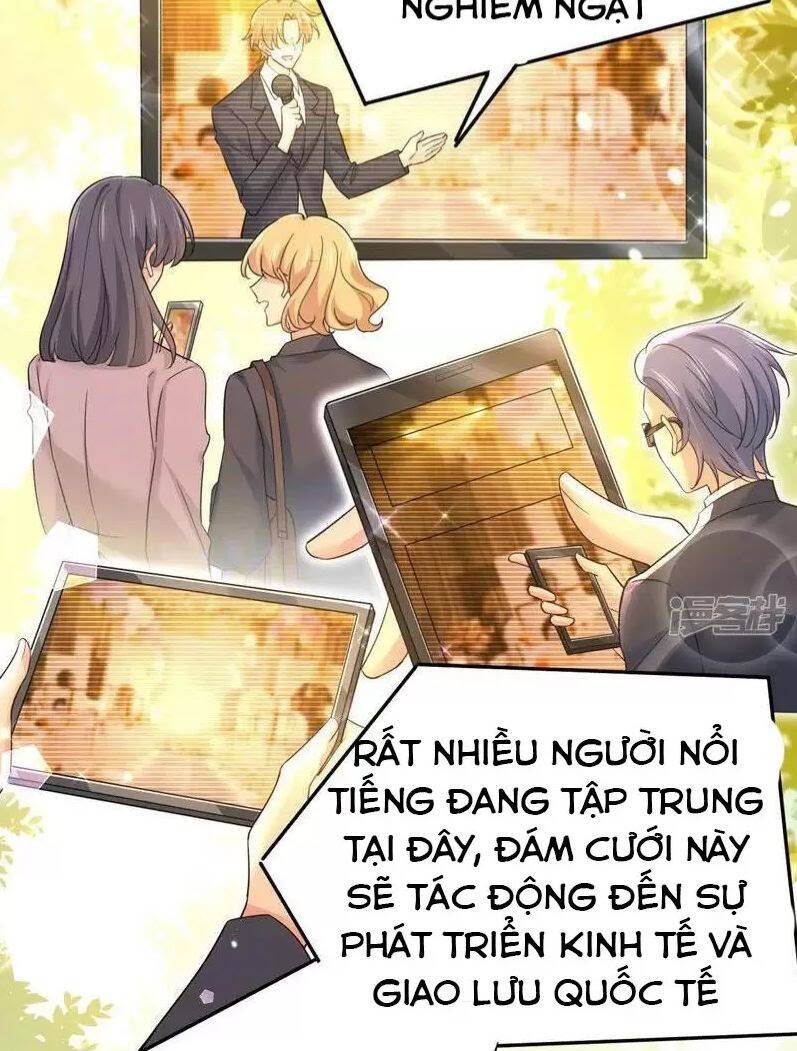 NGHIÊM NGẶT
漫客栈
RẤT NHIỀU NGƯỜI NỔI
TIẾNG ĐANG TẬP TRUNG
TẠI ĐÂY, ĐÁM CƯỚI NÀY
SẼ TÁC ĐỘNG ĐẾN SỰ
PHÁT TRIỂN KINH TẾ VÀ
GIAO LƯU QUỐC TẾ